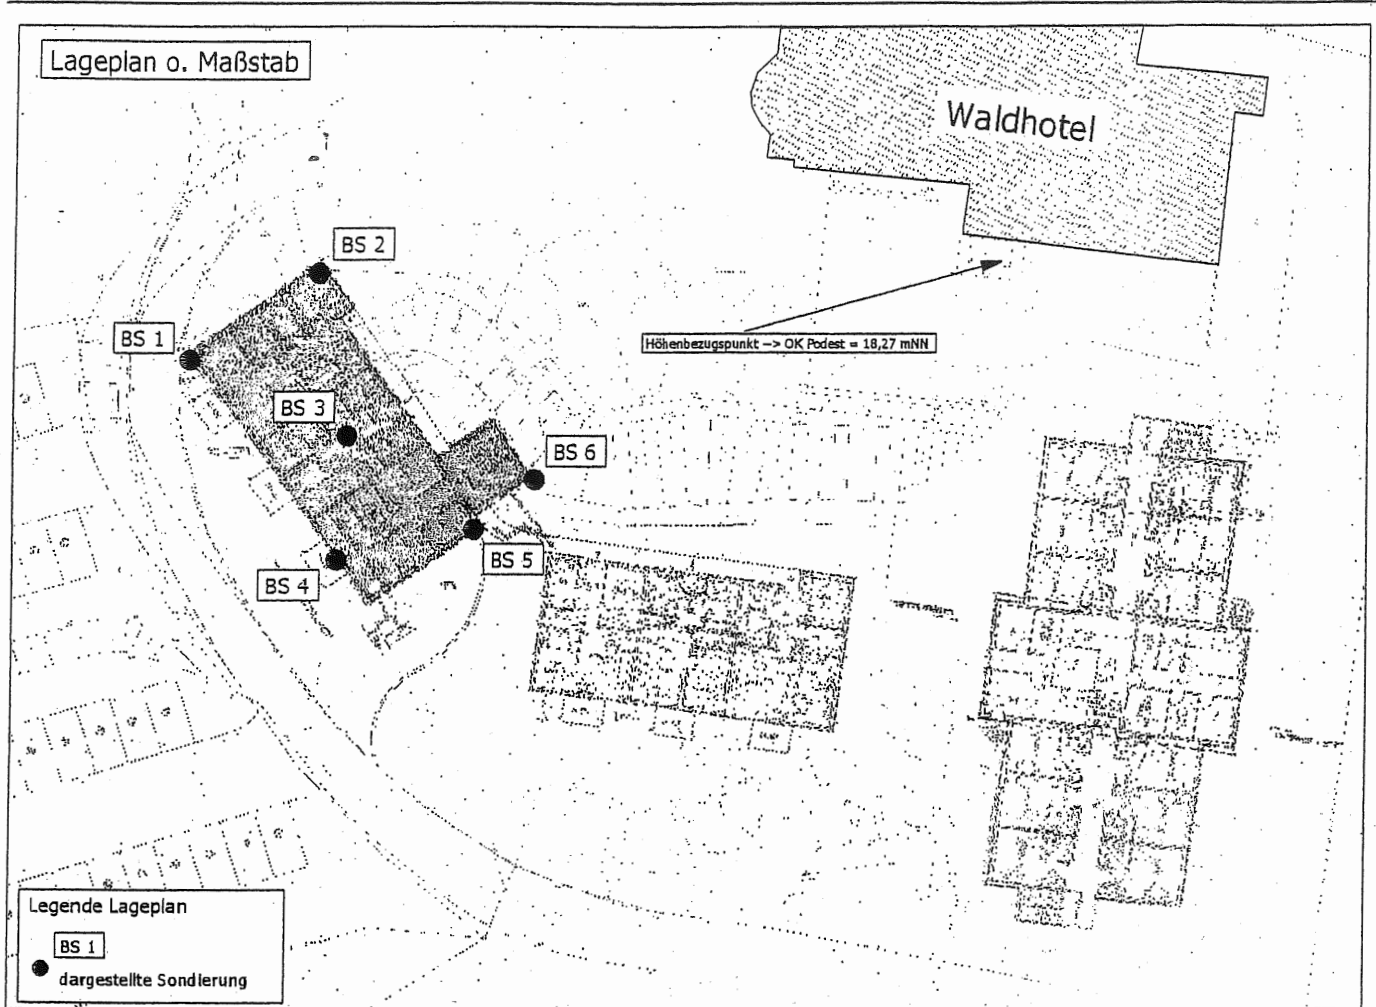 Lageplan o. Maßstab
Waldhotel
BS 2
BS 1
Höhenbezugspunkt --> OK Podest = 18,27 mNN
BS 3
BS 6
BS 5
BS 4
Legende Lageplan
BS 1
dargestellte Sondierung